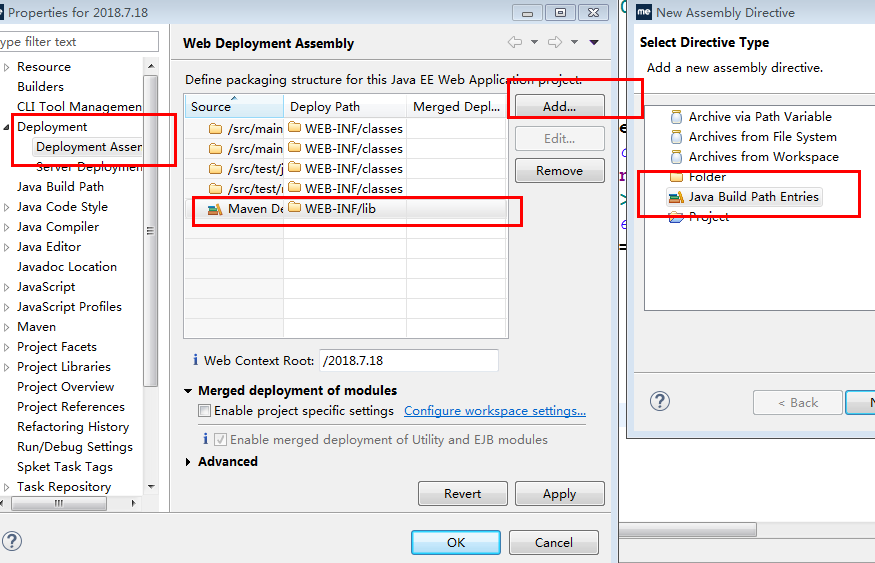 me Properties for 2018.7.18
ype filter text
Resource
Builders
CLI Tool Managemen
Deployment
Deployment Asser
Server Deploymen
Java Build Path
Java Code Style
Java Compiler
Java Editor
Javadoc Location
JavaScript
JavaScript Profiles
Maven
Project Facets
Project Libraries
Project Overview
Project References
Refactoring History
Run/Debug Settings
Spket Task Tags
Task Repository
Web Deployment Assembly
Define packaging structure for this Java EE Web Application project.
Source Deploy Path Merged Depl...
/src/main WEB-INF/classes
/src/main WEB-INF/classes
/src/test/j WEB-INF/classes
/src/test/ WEB-INF/classes
Maven De WEB-INF/lib
Add...
Edit...
Remove
Web Context Root: /2018.7.18
Merged deployment of modules
Enable project specific settings Configure workspace settings...
Enable merged deployment of Utility and EJB modules
Advanced
Revert Apply
OK Cancel
me New Assembly Directive
Select Directive Type
Add a new assembly directive.
Archive via Path Variable
Archives from File System
Archives from Workspace
Folder
Java Build Path Entries
Project
< Back N